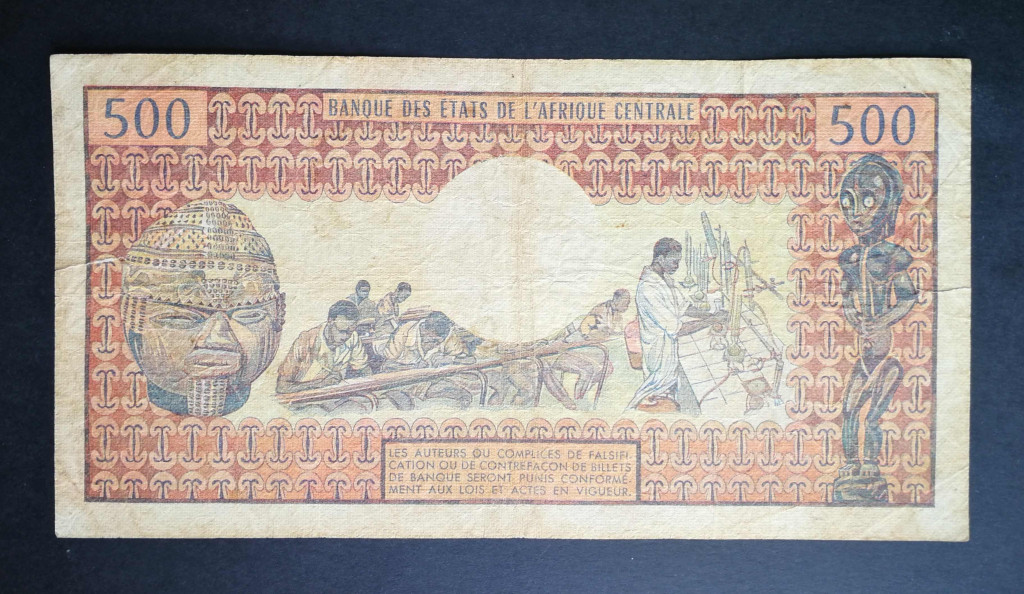 500
BANQUE DES ÉTATS DE L'AFRIQUE CENTRALE
500
LES AUTEURS OU COMPLICES DE FALSIFI-
CATION OU DE CONTREFAÇON DE BILLETS
DE BANQUE SERONT PUNIS CONFORMÉ-
MENT AUX LOIS ET ACTES EN VIGUEUR.